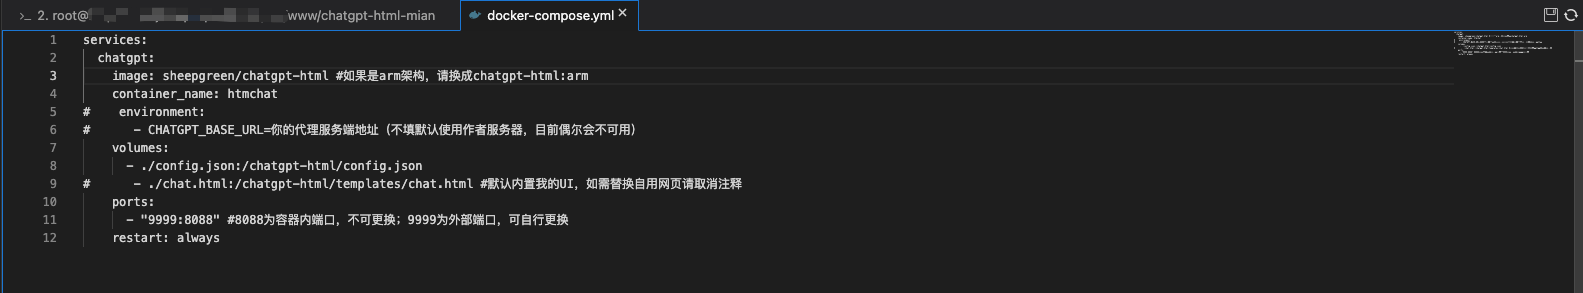 2. root@ www/chatgpt-html-mian docker-compose.yml
1 services:
2 chatgpt:
3 image: sheepgreen/chatgpt-html #如果是arm架构，请换成chatgpt-html:arm
4 container_name: htmchat
5 # environment:
6 # - CHATGPT_BASE_URL=你的代理服务端地址（不填默认使用作者服务器，目前偶尔会不可用）
7 volumes:
8 - ./config.json:/chatgpt-html/config.json
9 # - ./chat.html:/chatgpt-html/templates/chat.html #默认内置我的UI，如需替换自用网页请取消注释
10 ports:
11 - "9999:8088" #8088为容器内端口，不可更换；9999为外部端口，可自行更换
12 restart: always